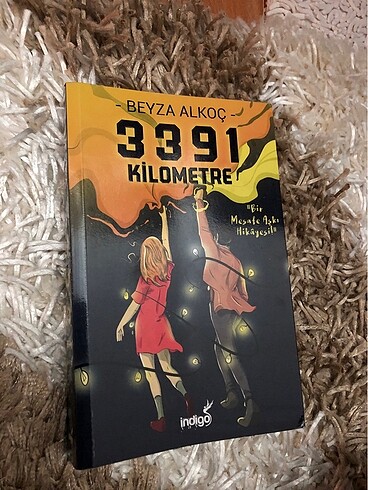 - BEYZA ALKOÇ -
3391
KİLOMETRE
"Bir
Mesafe Aşkı
Hikâyesi!"
indigo